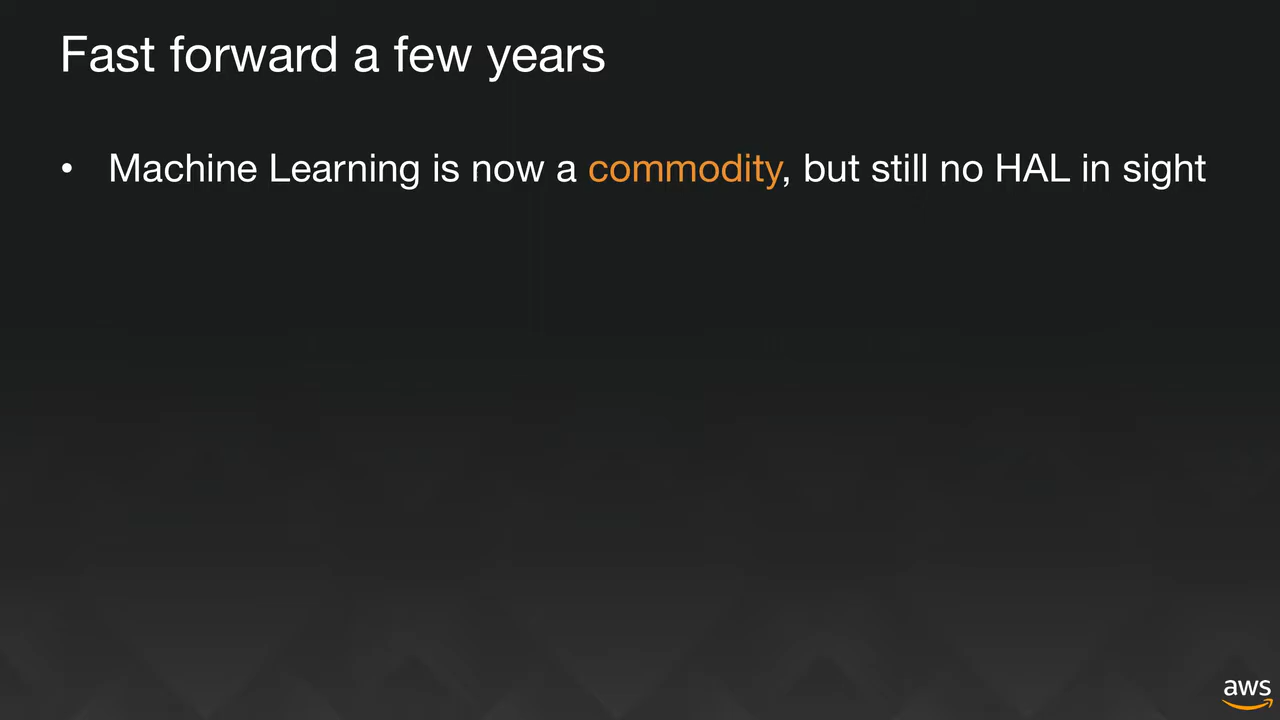 Fast forward a few years
• Machine Learning is now a commodity, but still no HAL in sight
aws